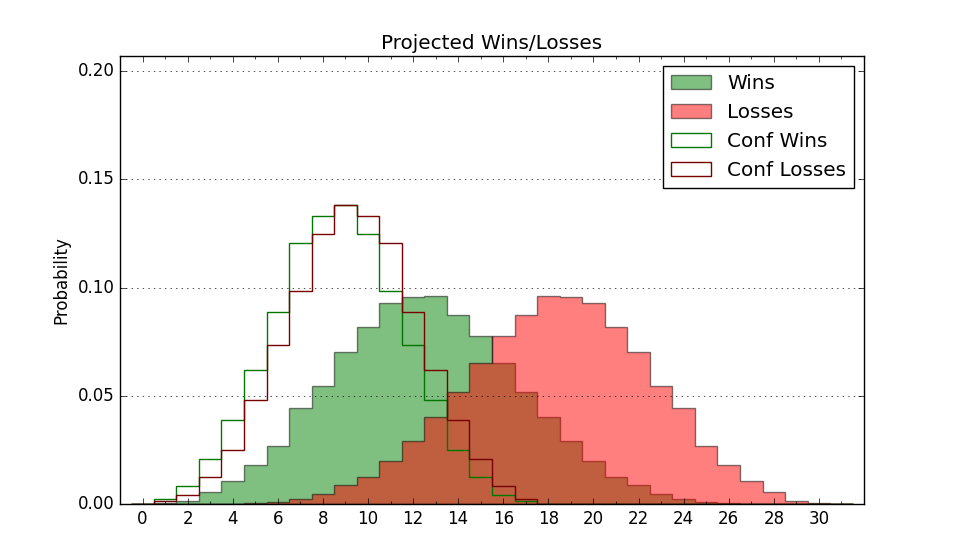 Projected Wins/Losses
0.20
0.15
0.10
0.05
0.00
Probability
Wins
Losses
Conf Wins
Conf Losses
0 2 4 6 8 10 12 14 16 18 20 22 24 26 28 30